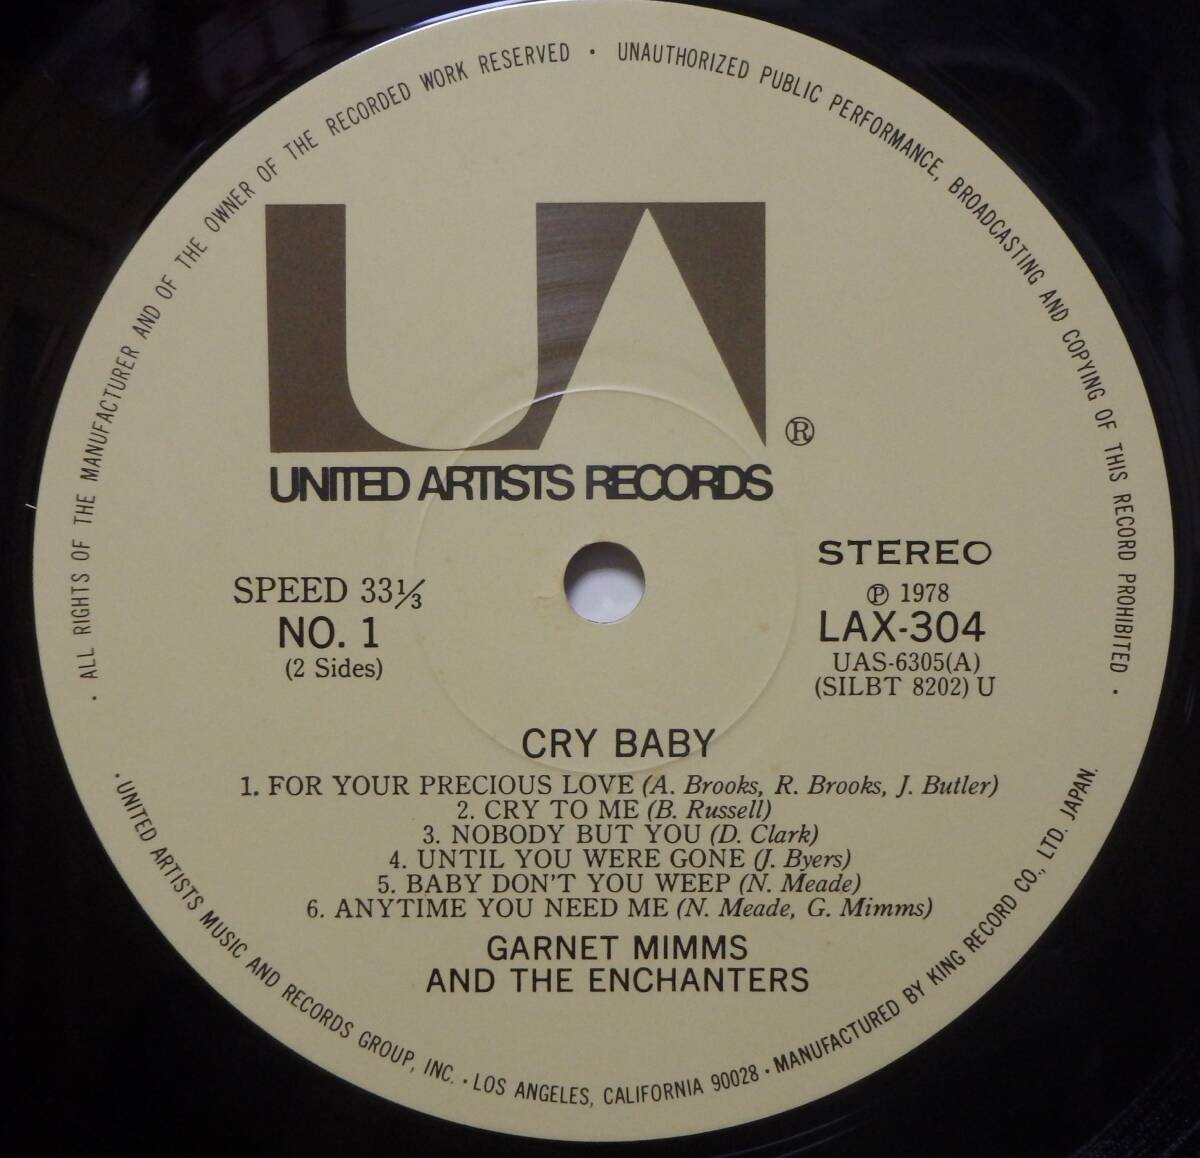 · ALL RIGHTS OF THE MANUFACTURER AND OF THE OWNER OF THE RECORDED WORK RESERVED · UNAUTHORIZED PUBLIC PERFORMANCE, BROADCASTING AND COPYING OF THIS RECORD PROHIBITED ·
UA
®
UNITED ARTISTS RECORDS
SPEED 33⅓
NO. 1
(2 Sides)
STEREO
℗ 1978
LAX-304
UAS-6305(A)
(SILBT 8202) U
CRY BABY
1. FOR YOUR PRECIOUS LOVE (A. Brooks, R. Brooks, J. Butler)
2. CRY TO ME (B. Russell)
3. NOBODY BUT YOU (D. Clark)
4. UNTIL YOU WERE GONE (J. Byers)
5. BABY DON'T YOU WEEP (N. Meade)
6. ANYTIME YOU NEED ME (N. Meade, G. Mimms)
GARNET MIMMS
AND THE ENCHANTERS
· UNITED ARTISTS MUSIC AND RECORDS GROUP, INC. · LOS ANGELES, CALIFORNIA 90028 · MANUFACTURED BY KING RECORD CO., LTD. JAPAN.